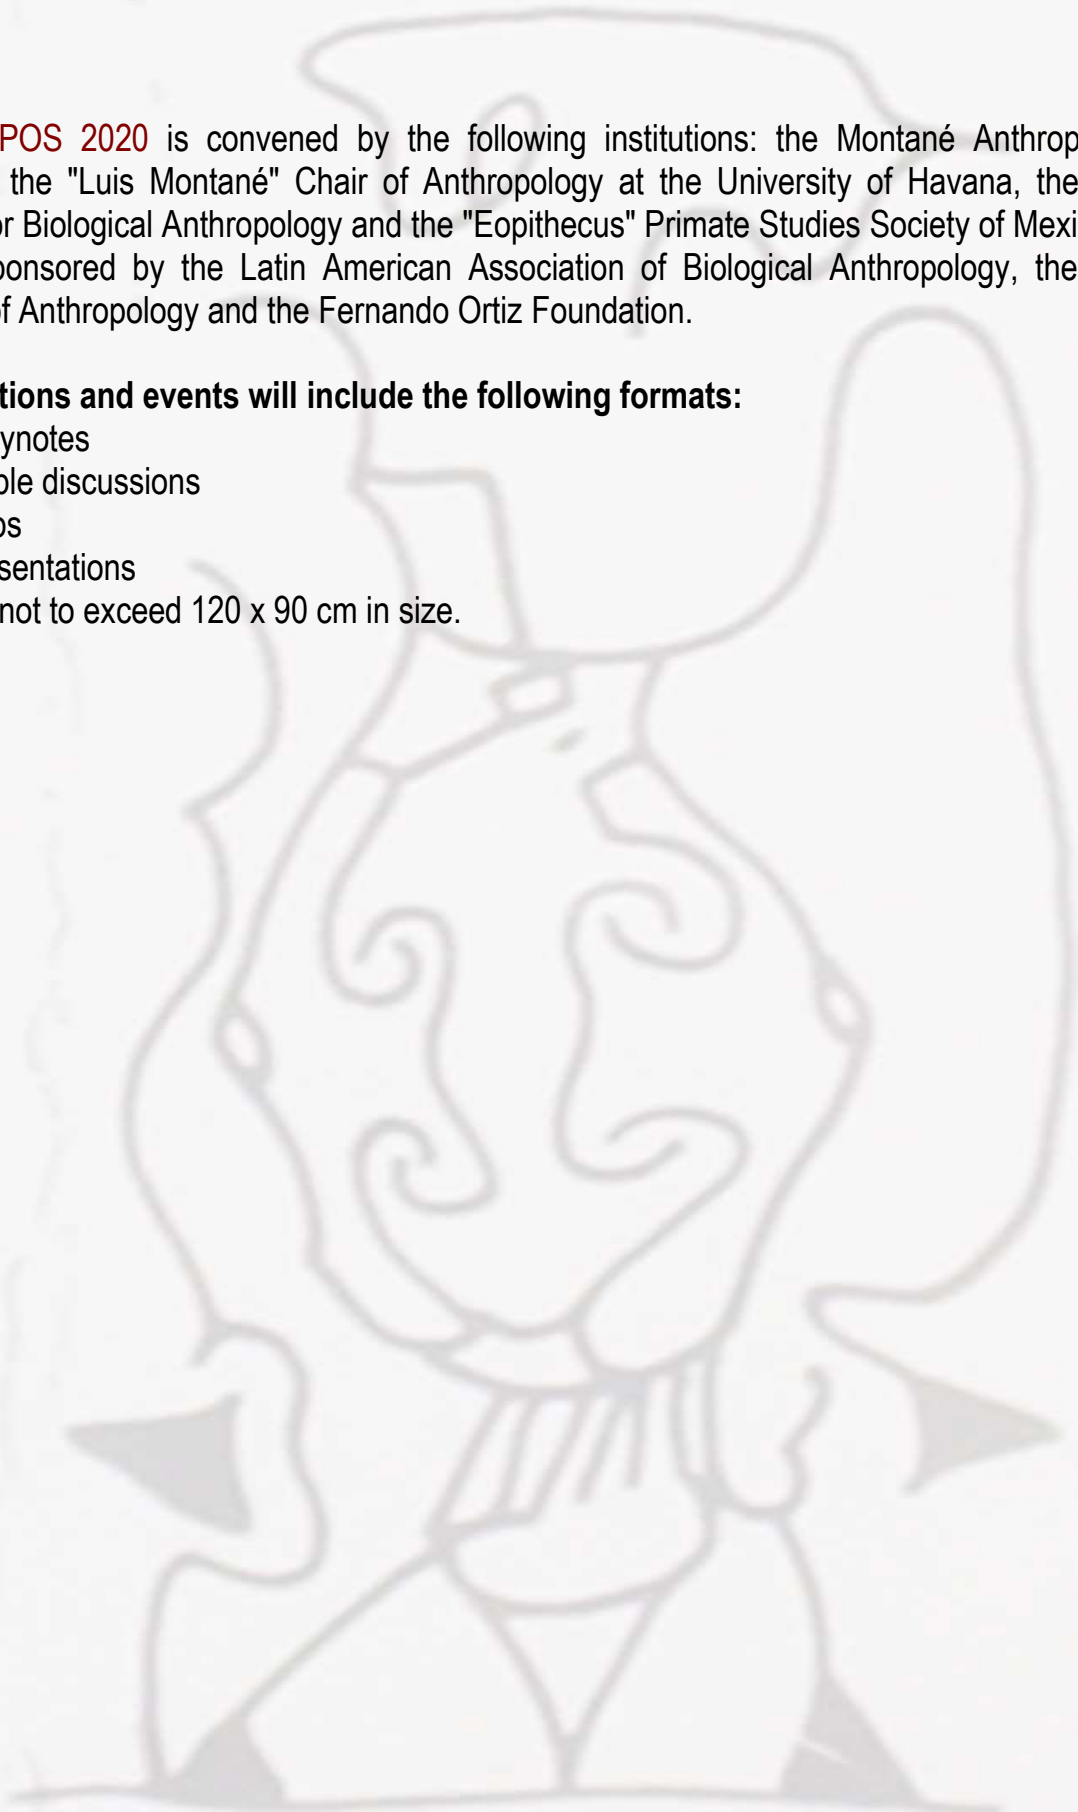 POS 2020 is convened by the following institutions: the Montané Anthrop
the "Luis Montané" Chair of Anthropology at the University of Havana, the
or Biological Anthropology and the "Eopithecus" Primate Studies Society of Mexi
ponsored by the Latin American Association of Biological Anthropology, the
of Anthropology and the Fernando Ortiz Foundation.
tions and events will include the following formats:
ynotes
ble discussions
ps
sentations
not to exceed 120 x 90 cm in size.